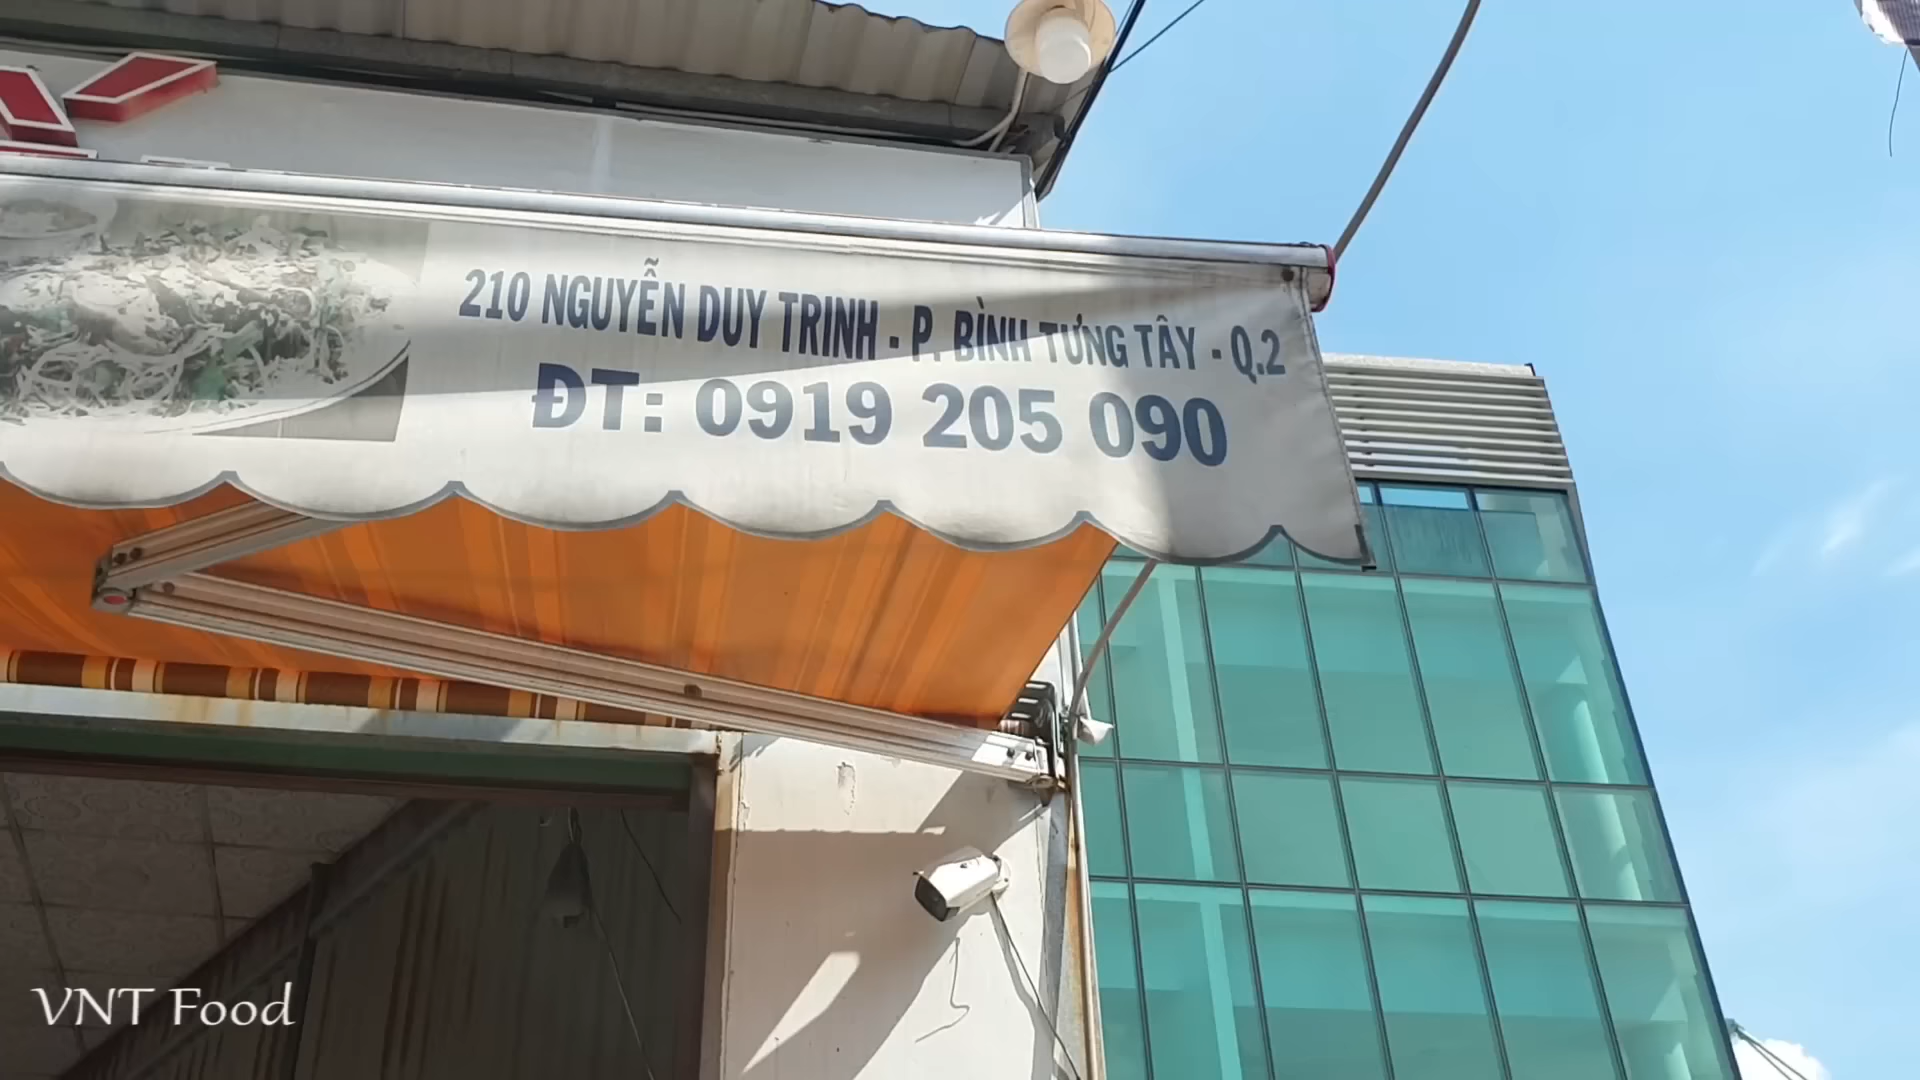 210 NGUYỄN DUY TRINH - P. BÌNH TƯNG TÂY - Q.2
ĐT: 0919 205 090
VNT Food